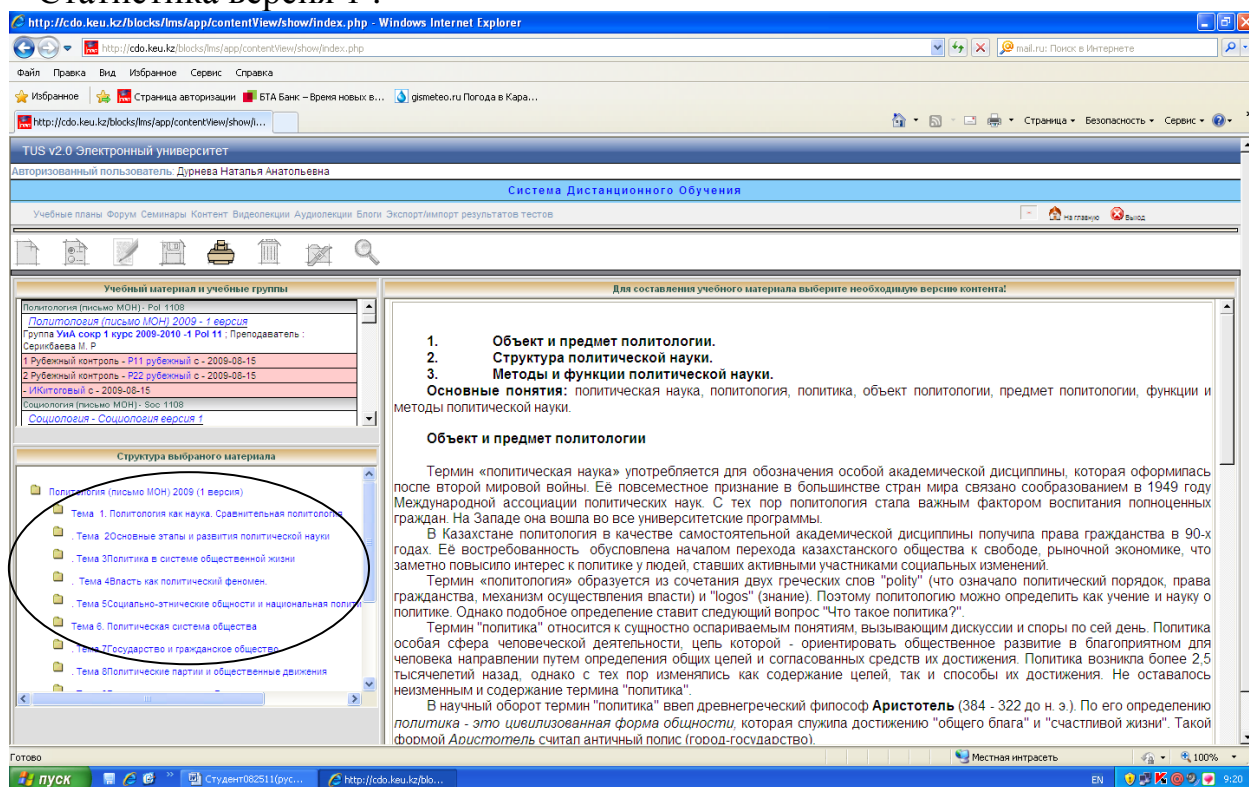 Статистика версия 1 .
http://cdo.keu.kz/blocks/lms/app/contentView/show/index.php - Windows Internet Explorer
http://cdo.keu.kz/blocks/lms/app/contentView/show/index.php
mail.ru: Поиск в Интернете
Файл Правка Вид Избранное Сервис Справка
Избранное Страница авторизации БТА Банк – Время новых в... gismeteo.ru Погода в Кара...
http://cdo.keu.kz/blocks/lms/app/contentView/show/i...
Страница Безопасность Сервис
TUS v2.0 Электронный университет
Авторизованный пользователь: Дурнева Наталья Анатольевна
Система Дистанционного Обучения
Учебные планы Форум Семинары Контент Видеолекции Аудиолекции Блоги Экспорт/импорт результатов тестов
На главную Выход
Учебный материал и учебные группы
Политология (письмо МОН)- Pol 1108
Политология (письмо МОН) 2009 - 1 версия
Группа УиА сокр 1 курс 2009-2010 -1 Pol 11 ; Преподаватель :
Серикбаева М. Р
1 Рубежный контроль - Р11 рубежный с - 2009-08-15
2 Рубежный контроль - Р22 рубежный с - 2009-08-15
- ИКитоговый с - 2009-08-15
Социология (письмо МОН)- Soc 1108
Социология - Социология версия 1
Структура выбраного материала
Политология (письмо МОН) 2009 (1 версия)
Тема 1. Политология как наука. Сравнительная политология
. Тема 2Основные этапы и развития политической науки
. Тема 3Политика в системе общественной жизни
. Тема 4Власть как политический феномен.
. Тема 5Социально-этнические общности и национальная полити
Тема 6. Политическая система общества
. Тема 7Государство и гражданское общество
. Тема 8Политические партии и общественные движения
Для составления учебного материала выберите необходимую версию контента!
1. Объект и предмет политологии.
2. Структура политической науки.
3. Методы и функции политической науки.
Основные понятия: политическая наука, политология, политика, объект политологии, предмет политологии, функции и
методы политической науки.
Объект и предмет политологии
Термин «политическая наука» употребляется для обозначения особой академической дисциплины, которая оформилась
после второй мировой войны. Её повсеместное признание в большинстве стран мира связано сообразованием в 1949 году
Международной ассоциации политических наук. С тех пор политология стала важным фактором воспитания полноценных
граждан. На Западе она вошла во все университетские программы.
В Казахстане политология в качестве самостоятельной академической дисциплины получила права гражданства в 90-х
годах. Её востребованность обусловлена началом перехода казахстанского общества к свободе, рыночной экономике, что
заметно повысило интерес к политике у людей, ставших активными участниками социальных изменений.
Термин «политология» образуется из сочетания двух греческих слов "polity" (что означало политический порядок, права
гражданства, механизм осуществления власти) и "logos" (знание). Поэтому политологию можно определить как учение и науку о
политике. Однако подобное определение ставит следующий вопрос "Что такое политика?".
Термин "политика" относится к сущностно оспариваемым понятиям, вызывающим дискуссии и споры по сей день. Политика
особая сфера человеческой деятельности, цель которой - ориентировать общественное развитие в благоприятном для
человека направлении путем определения общих целей и согласованных средств их достижения. Политика возникла более 2,5
тысячелетий назад, однако с тех пор изменялись как содержание целей, так и способы их достижения. Не оставалось
неизменным и содержание термина "политика".
В научный оборот термин "политика" ввел древнегреческий философ Аристотель (384 - 322 до н. э.). По его определению
политика - это цивилизованная форма общности, которая служила достижению "общего блага" и "счастливой жизни". Такой
формой Аристотель считал античный полис (город-государство).
Готово
Местная интрасеть
100%
пуск
Студент082511(рус...
http://cdo.keu.kz/blo...
EN
9:20